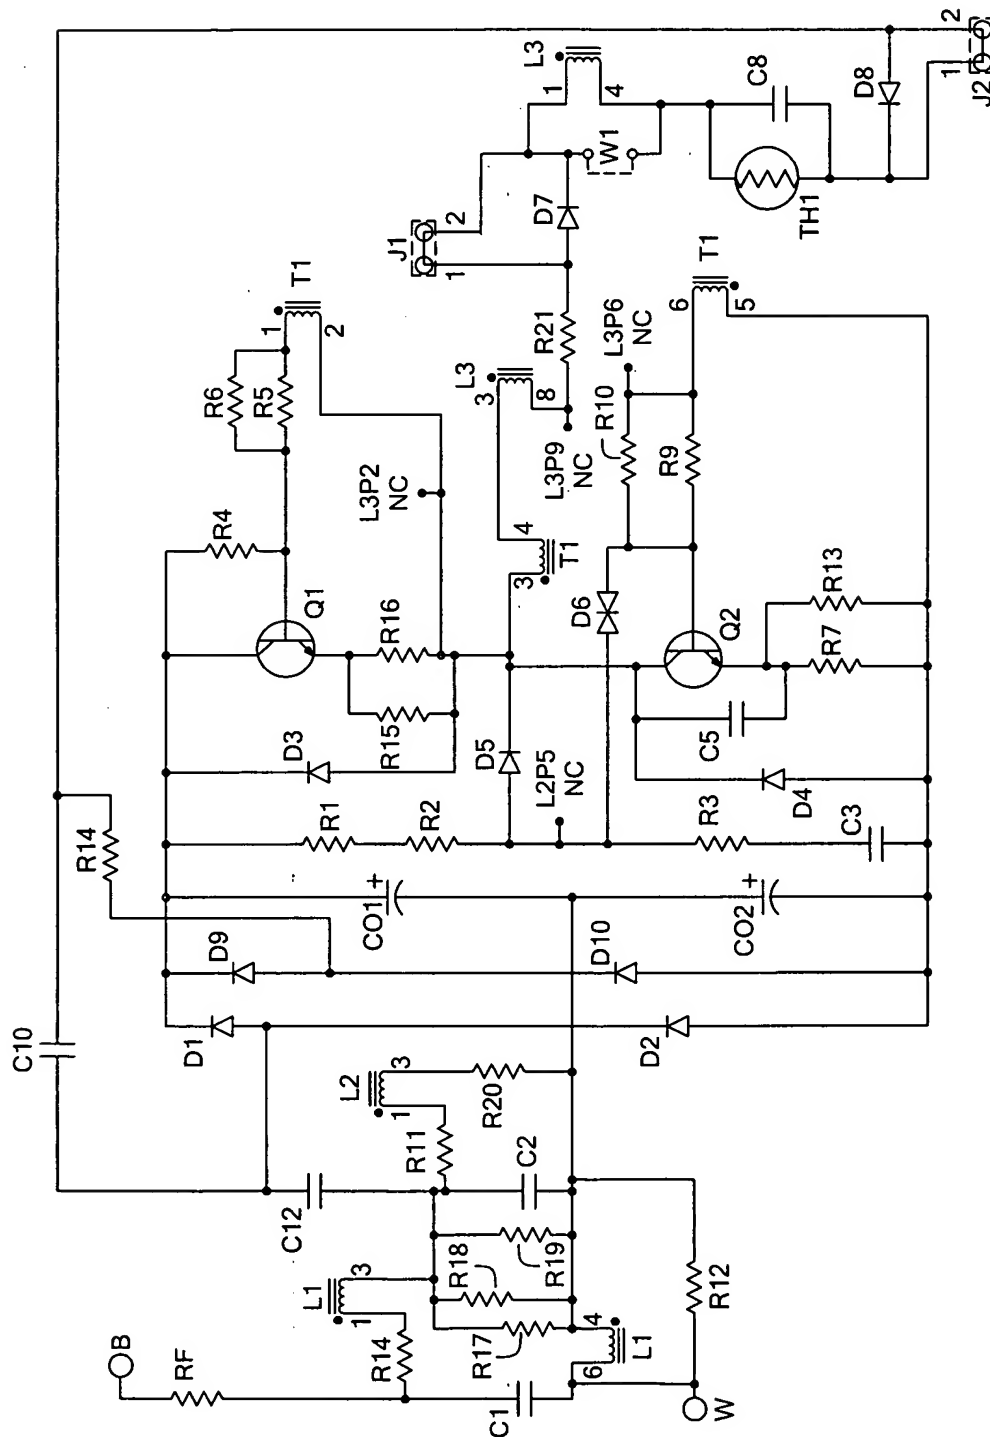 2
1
J2
L3
1
4
C8
D8
J1
2
1
D7
W1
TH1
T1
1
2
R6
R5
R21
L3
3
8
L3P6
NC
R10
T1
6
5
L3P2
NC
L3P9
NC
R9
R4
4
3
T1
Q1
R16
D6
Q2
R13
R7
D3
R15
D5
C5
L2P5
NC
D4
R14
R1
R2
R3
C3
CO1
+
CO2
+
D9
D10
C10
D1
D2
L2
1
3
R20
R11
C2
C12
L1
1
3
R18
R19
R17
R14
R12
4
6
L1
B
RF
C1
W